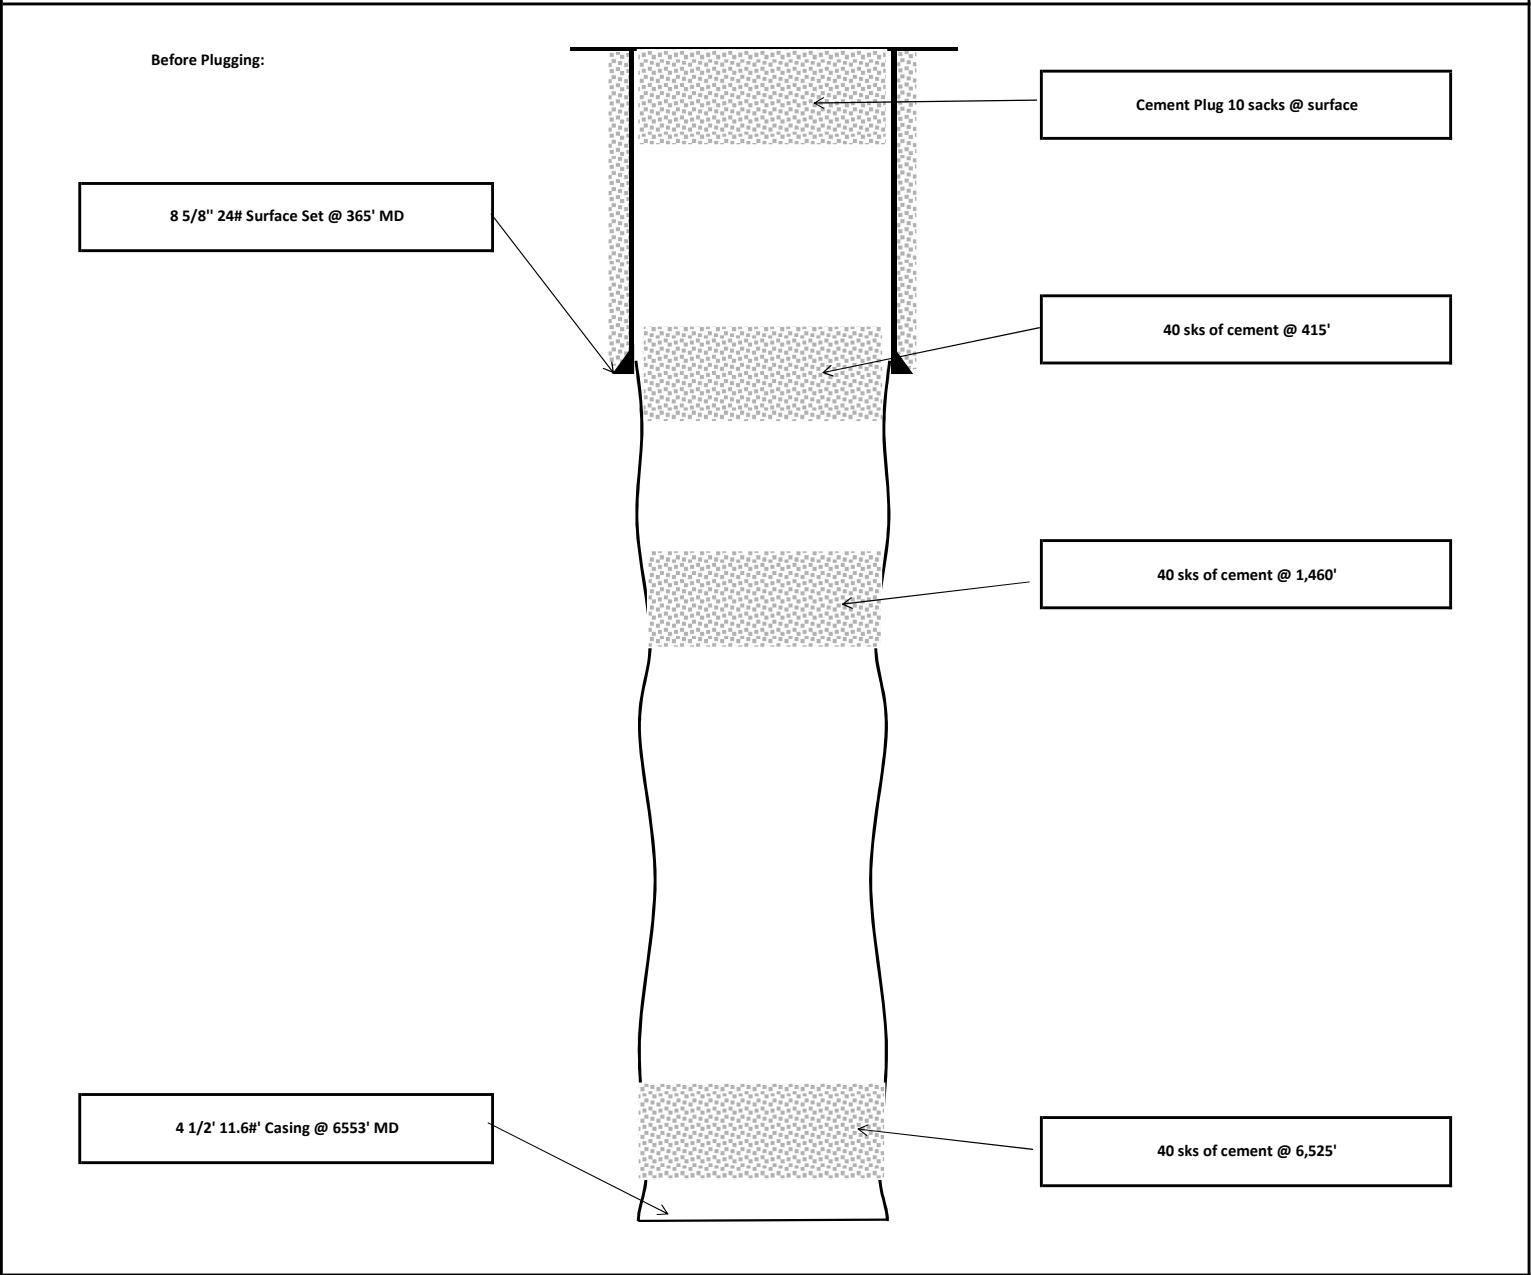 Before Plugging:
Cement Plug 10 sacks @ surface
8 5/8" 24# Surface Set @ 365' MD
40 sks of cement @ 415'
40 sks of cement @ 1,460'
4 1/2' 11.6#' Casing @ 6553' MD
40 sks of cement @ 6,525'